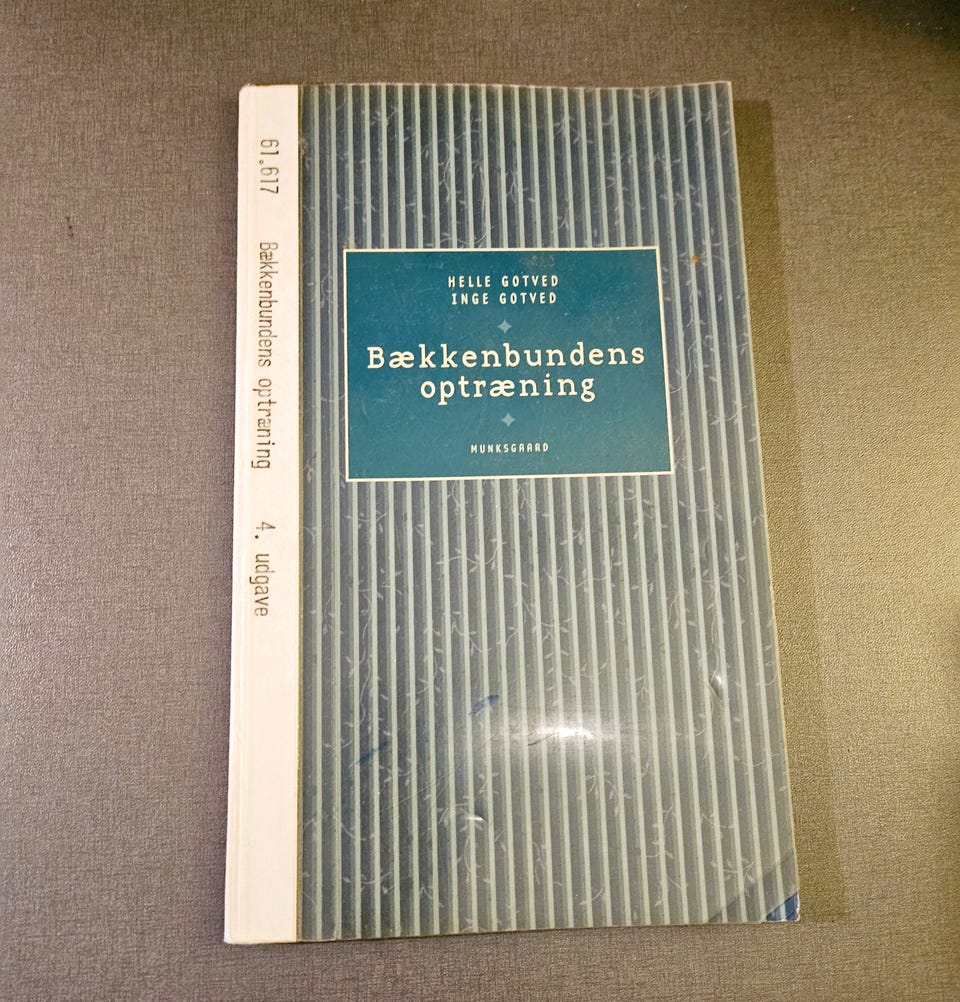 61.617 Bækkenbundens optræning 4. udgave
HELLE GOTVED
INGE GOTVED
Bækkenbundens
optræning
MUNKSGAARD